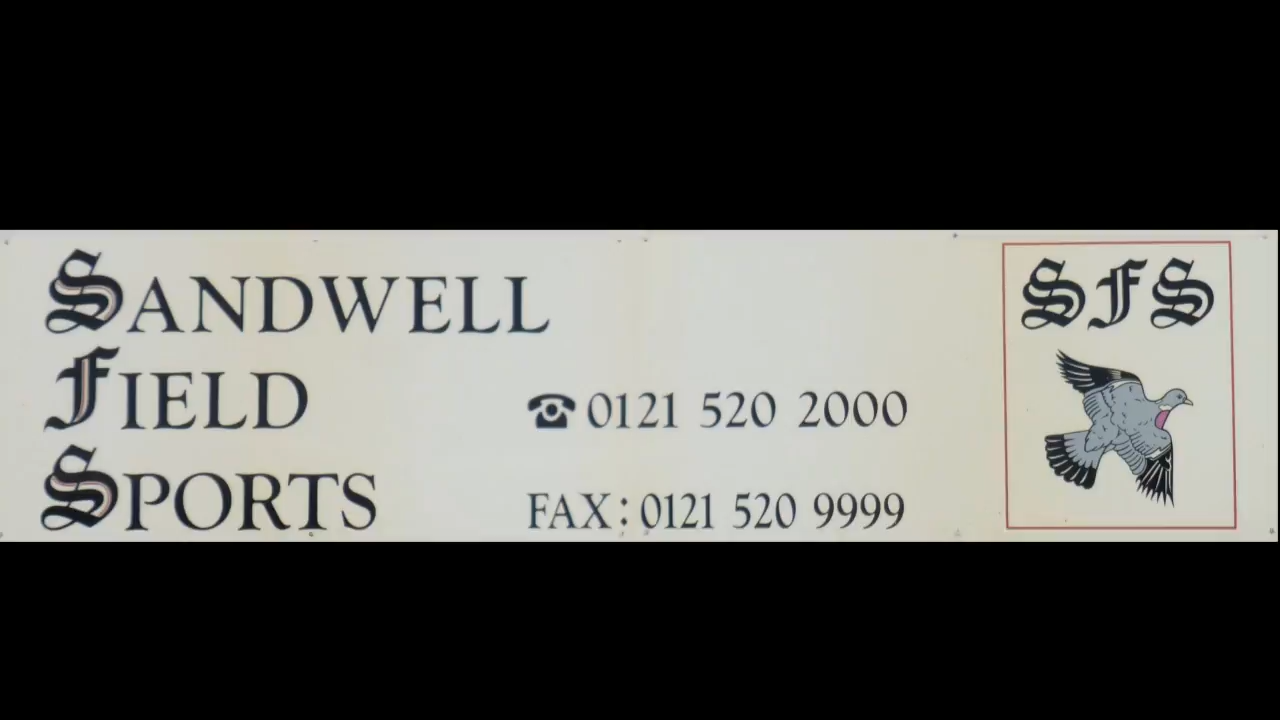 SANDWELL
FIELD
SPORTS
☎ 0121 520 2000
FAX: 0121 520 9999
SFS